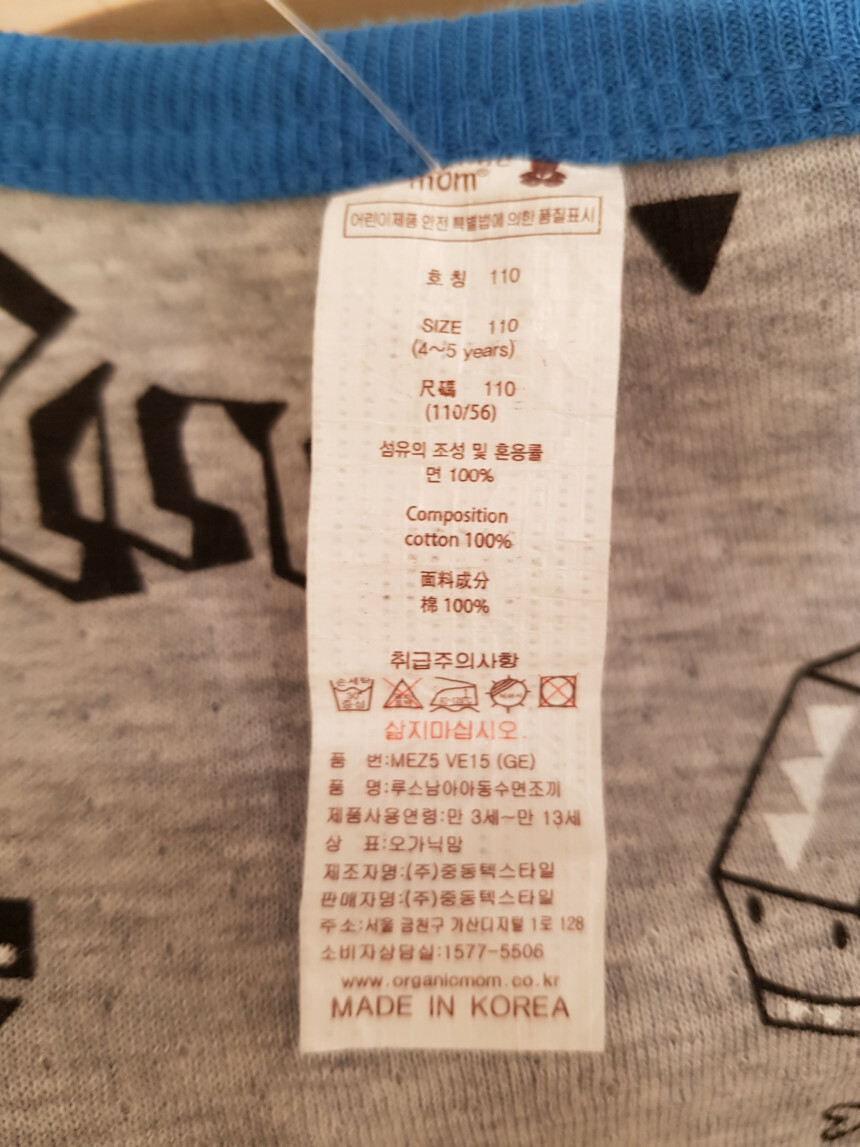 mom®
어린이제품 안전 특별법에 의한 품질표시
호 칭 110
SIZE 110
(4~5 years)
尺碼 110
(110/56)
섬유의 조성 및 혼용률
면 100%
Composition
cotton 100%
面料成分
棉 100%
취급주의사항
손세탁
30
중성
삶지마십시오.
품 번:MEZ5 VE15 (GE)
품 명:루스남아아동수면조끼
제품사용연령:만 3세~만 13세
상 표:오가닉맘
제조자명:(주)중동텍스타일
판매자명:(주)중동텍스타일
주소:서울 금천구 가산디지털 1로 128
소비자상담실:1577-5506
www.organicmom.co.kr
MADE IN KOREA